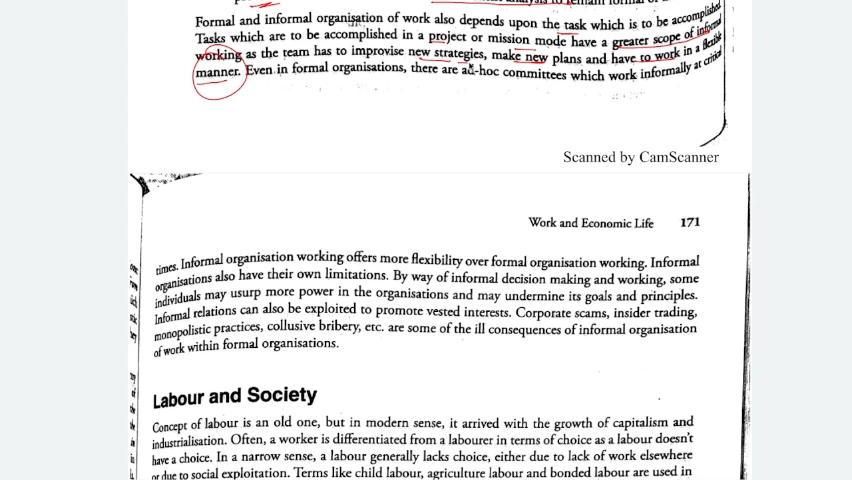 Formal and informal organisation of work also depends upon the task which is to be accomplished
Tasks which are to be accomplished in a project or mission mode have a greater scope of informal
working as the team has to improvise new strategies, make new plans and have to work in a flexible
manner. Even in formal organisations, there are ad-hoc committees which work informally at critical
Scanned by CamScanner
Work and Economic Life 171
times. Informal organisation working offers more flexibility over formal organisation working. Informal
organisations also have their own limitations. By way of informal decision making and working, some
individuals may usurp more power in the organisations and may undermine its goals and principles.
Informal relations can also be exploited to promote vested interests. Corporate scams, insider trading,
monopolistic practices, collusive bribery, etc. are some of the ill consequences of informal organisation
of work within formal organisations.
Labour and Society
Concept of labour is an old one, but in modern sense, it arrived with the growth of capitalism and
industrialisation. Often, a worker is differentiated from a labourer in terms of choice as a labour doesn't
have a choice. In a narrow sense, a labour generally lacks choice, either due to lack of work elsewhere
or due to social exploitation. Terms like child labour, agriculture labour and bonded labour are used in